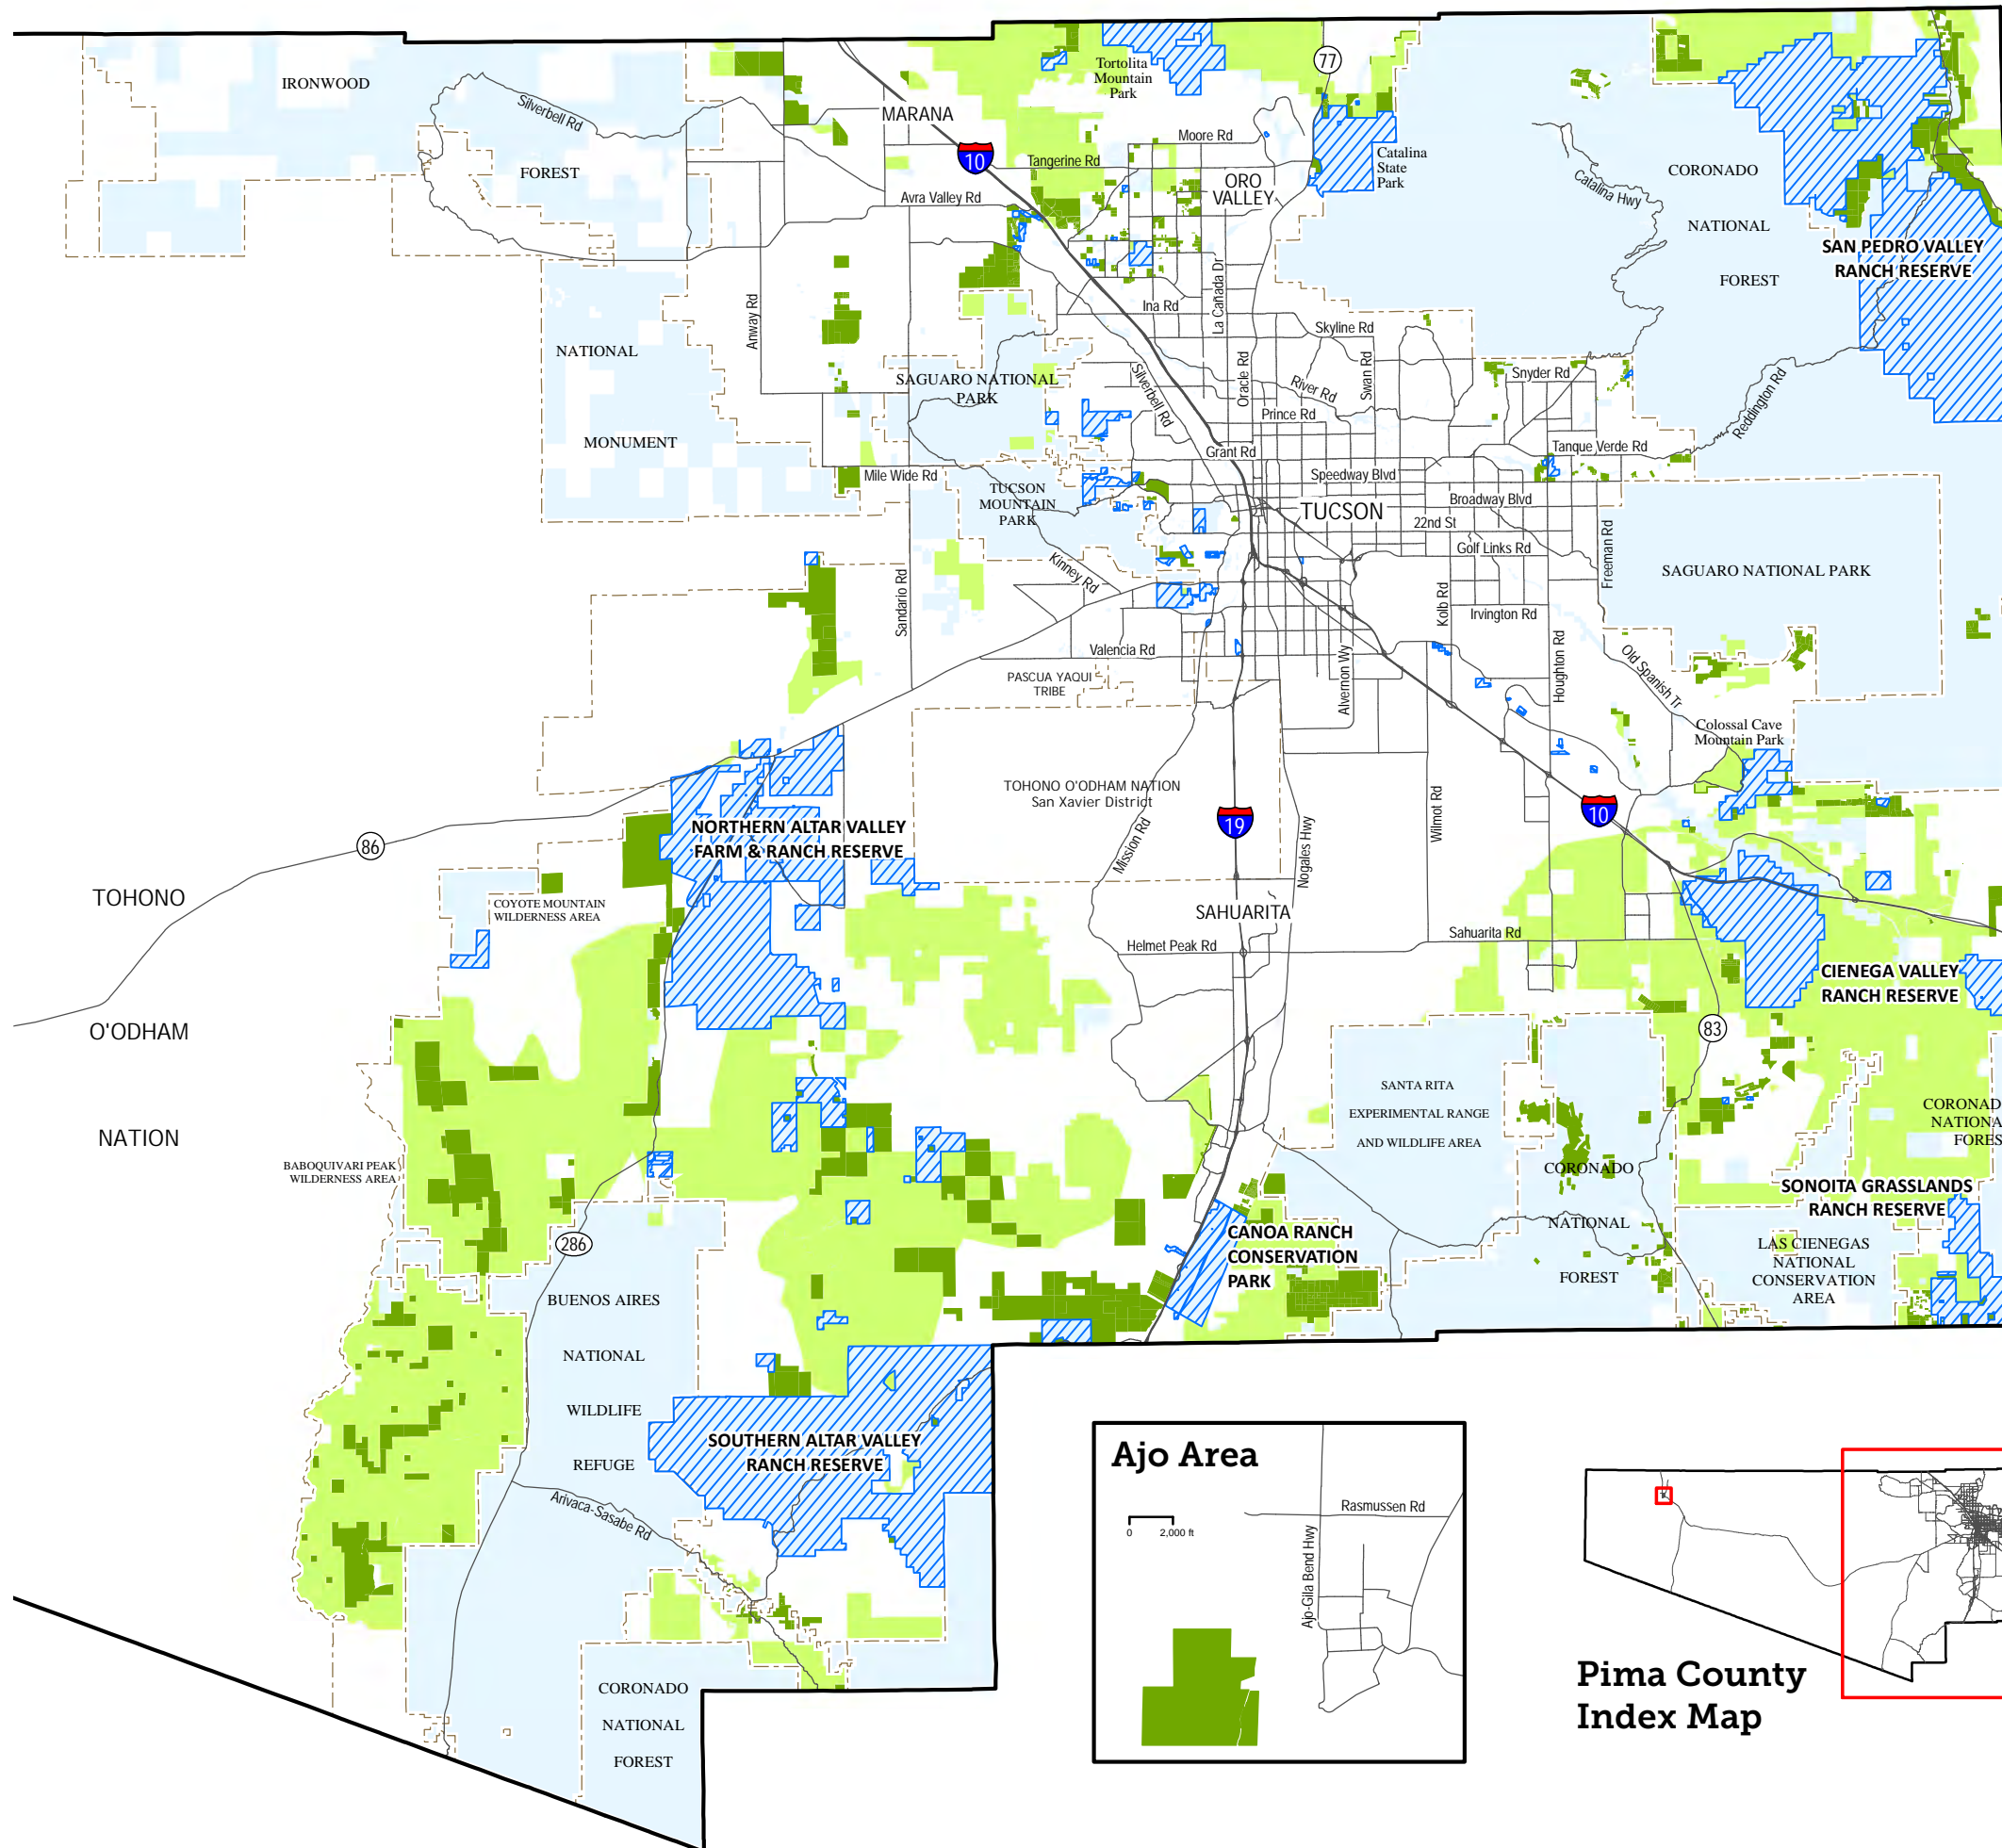 IRONWOOD
FOREST
NATIONAL
MONUMENT
Silverbell Rd
MARANA
10
Tortolita
Mountain
Park
77
Moore Rd
Tangerine Rd
ORO
VALLEY
Catalina
State
Park
Avra Valley Rd
Catalina Hwy
CORONADO
NATIONAL
FOREST
SAN PEDRO VALLEY
RANCH RESERVE
Anway Rd
La Cañada Dr
Ina Rd
Skyline Rd
SAGUARO NATIONAL
PARK
Silverbell Rd
Oracle Rd
River Rd
Swan Rd
Snyder Rd
Reddington Rd
Prince Rd
Grant Rd
Tanque Verde Rd
Mile Wide Rd
Speedway Blvd
TUCSON
MOUNTAIN
PARK
Broadway Blvd
TUCSON
22nd St
Golf Links Rd
Freeman Rd
SAGUARO NATIONAL PARK
Kinney Rd
Sandario Rd
Kolb Rd
Irvington Rd
Valencia Rd
Alvernon Wy
Houghton Rd
Old Spanish Tr
PASCUA YAQUI
TRIBE
Colossal Cave
Mountain Park
TOHONO O'ODHAM NATION
San Xavier District
Mission Rd
19
Nogales Hwy
Wilmot Rd
10
NORTHERN ALTAR VALLEY
FARM & RANCH RESERVE
86
TOHONO
O'ODHAM
NATION
COYOTE MOUNTAIN
WILDERNESS AREA
SAHUARITA
Helmet Peak Rd
Sahuarita Rd
CIENEGA VALLEY
RANCH RESERVE
83
SANTA RITA
EXPERIMENTAL RANGE
AND WILDLIFE AREA
CORONAD
NATIONA
FORES
BABOQUIVARI PEAK
WILDERNESS AREA
CORONADO
NATIONAL
FOREST
SONOITA GRASSLANDS
RANCH RESERVE
286
CANOA RANCH
CONSERVATION
PARK
LAS CIENEGAS
NATIONAL
CONSERVATION
AREA
BUENOS AIRES
NATIONAL
WILDLIFE
REFUGE
SOUTHERN ALTAR VALLEY
RANCH RESERVE
Arivaca-Sasabe Rd
CORONADO
NATIONAL
FOREST
Ajo Area
0 2,000 ft
Rasmussen Rd
Ajo-Gila Bend Hwy
Pima County
Index Map